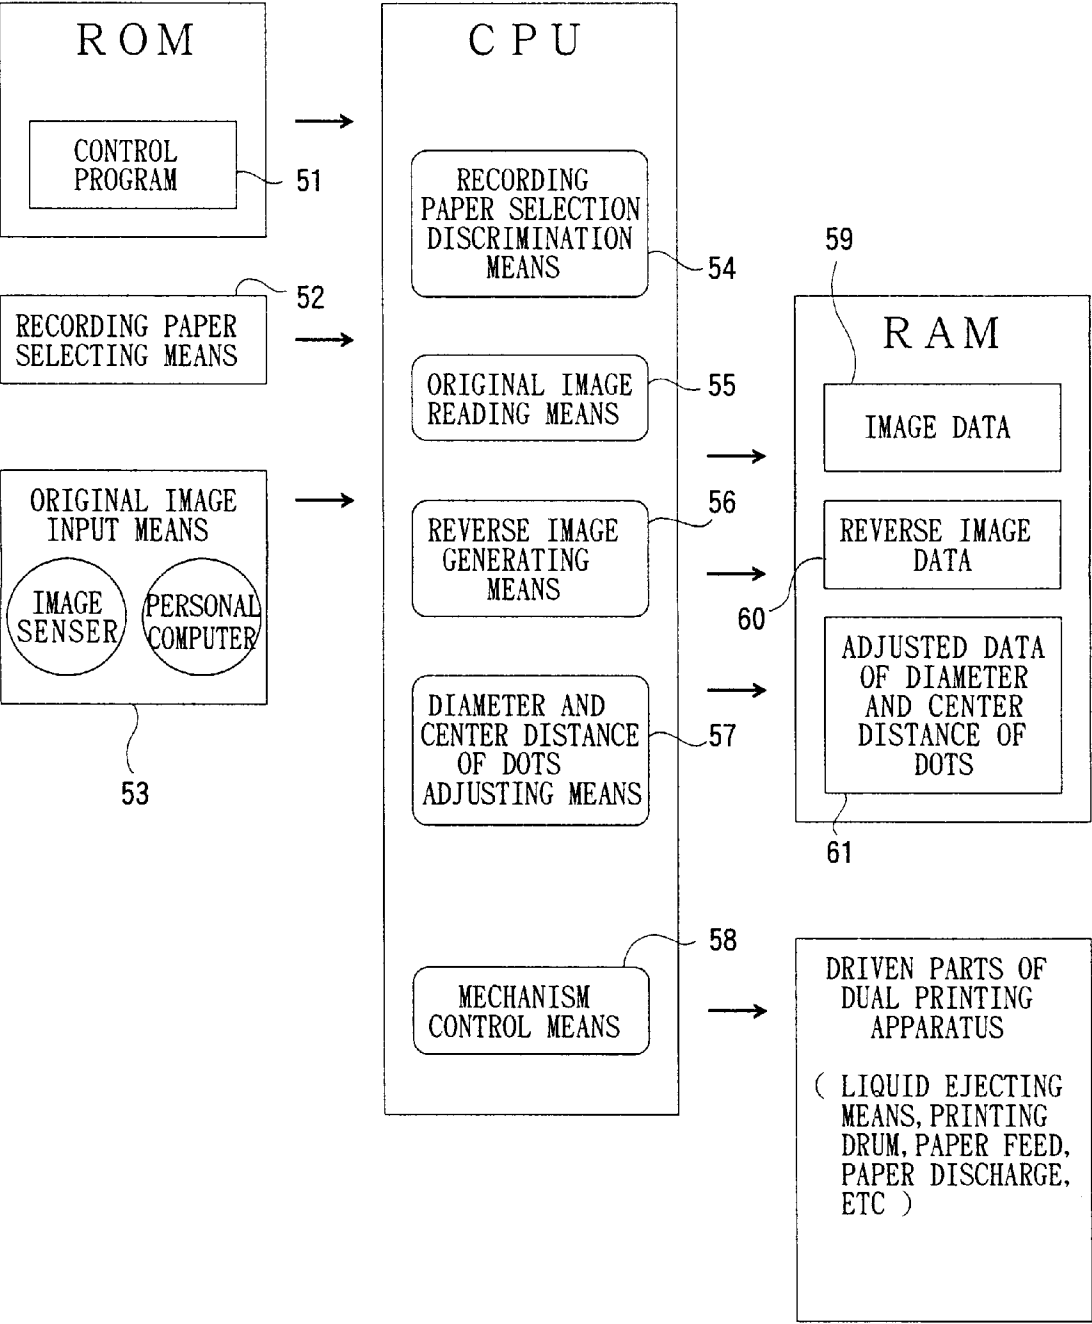 ROM
CONTROL
PROGRAM
51
52
RECORDING PAPER
SELECTING MEANS
ORIGINAL IMAGE
INPUT MEANS
IMAGE
SENSER
PERSONAL
COMPUTER
53
CPU
RECORDING
PAPER SELECTION
DISCRIMINATION
MEANS
54
ORIGINAL IMAGE
READING MEANS
55
REVERSE IMAGE
GENERATING
MEANS
56
DIAMETER AND
CENTER DISTANCE
OF DOTS
ADJUSTING MEANS
57
58
MECHANISM
CONTROL MEANS
59
RAM
IMAGE DATA
REVERSE IMAGE
DATA
60
ADJUSTED DATA
OF DIAMETER
AND CENTER
DISTANCE OF
DOTS
61
DRIVEN PARTS OF
DUAL PRINTING
APPARATUS
( LIQUID EJECTING
MEANS, PRINTING
DRUM, PAPER FEED,
PAPER DISCHARGE,
ETC )